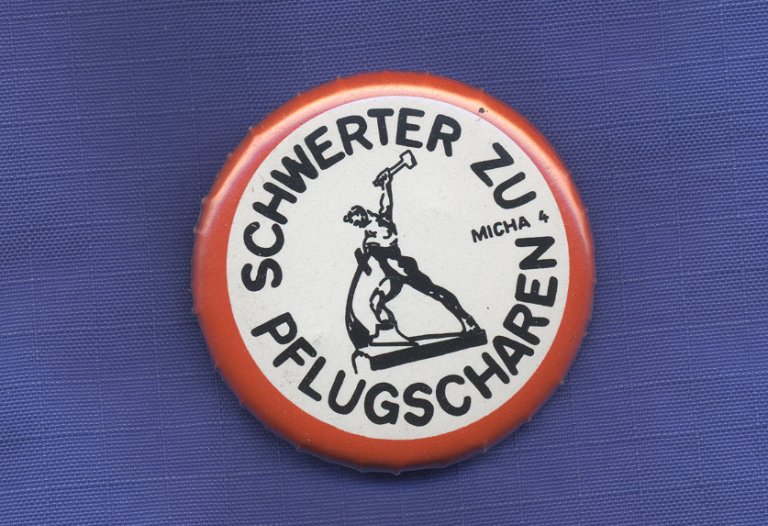 SCHWERTER ZU
PFLUGSCHAREN
MICHA 4